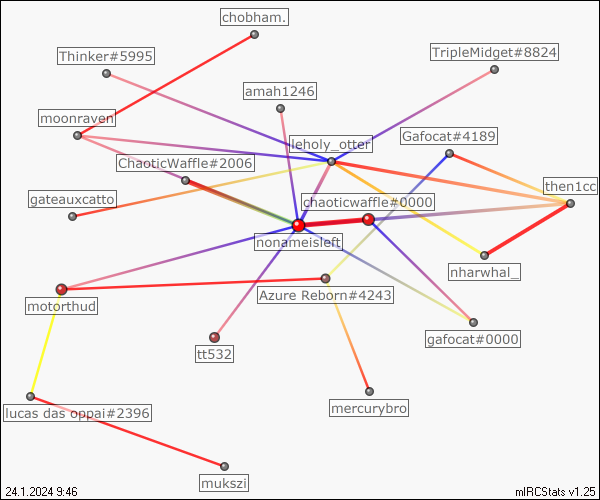 chobham.
Thinker#5995
TripleMidget#8824
amah1246
moonraven
leholy_otter
Gafocat#4189
ChaoticWaffle#2006
then1cc
gateauxcatto
chaoticwaffle#0000
nonameisleft
nharwhal_
motorthud
Azure Reborn#4243
gafocat#0000
tt532
mercurybro
lucas das oppai#2396
mukszi
24.1.2024 9:46
mIRCStats v1.25